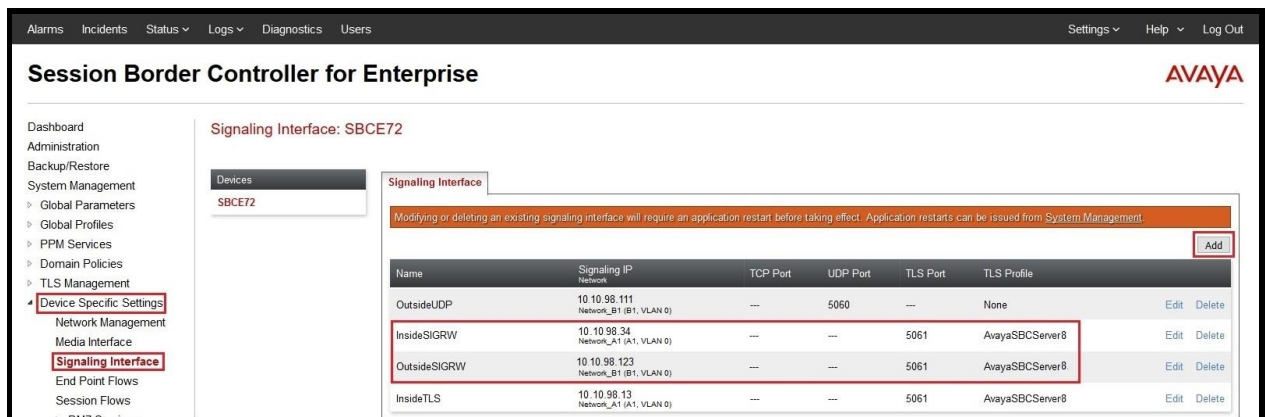 Alarms Incidents Status Logs Diagnostics Users Settings Help Log Out
Session Border Controller for Enterprise
AVAYA
Dashboard
Administration
Backup/Restore
System Management
Global Parameters
Global Profiles
PPM Services
Domain Policies
TLS Management
Device Specific Settings
Network Management
Media Interface
Signaling Interface
End Point Flows
Session Flows
Signaling Interface: SBCE72
Devices
SBCE72
Signaling Interface
Modifying or deleting an existing signaling interface will require an application restart before taking effect. Application restarts can be issued from System Management.
Add
Name Signaling IP Network TCP Port UDP Port TLS Port TLS Profile
OutsideUDP 10.10.98.111 Network_B1 (B1, VLAN 0) --- 5060 --- None Edit Delete
InsideSIGRW 10.10.98.34 Network_A1 (A1, VLAN 0) --- --- 5061 AvayaSBCServer8 Edit Delete
OutsideSIGRW 10.10.98.123 Network_B1 (B1, VLAN 0) --- --- 5061 AvayaSBCServer8 Edit Delete
InsideTLS 10.10.98.13 Network_A1 (A1, VLAN 0) --- --- 5061 AvayaSBCServer8 Edit Delete